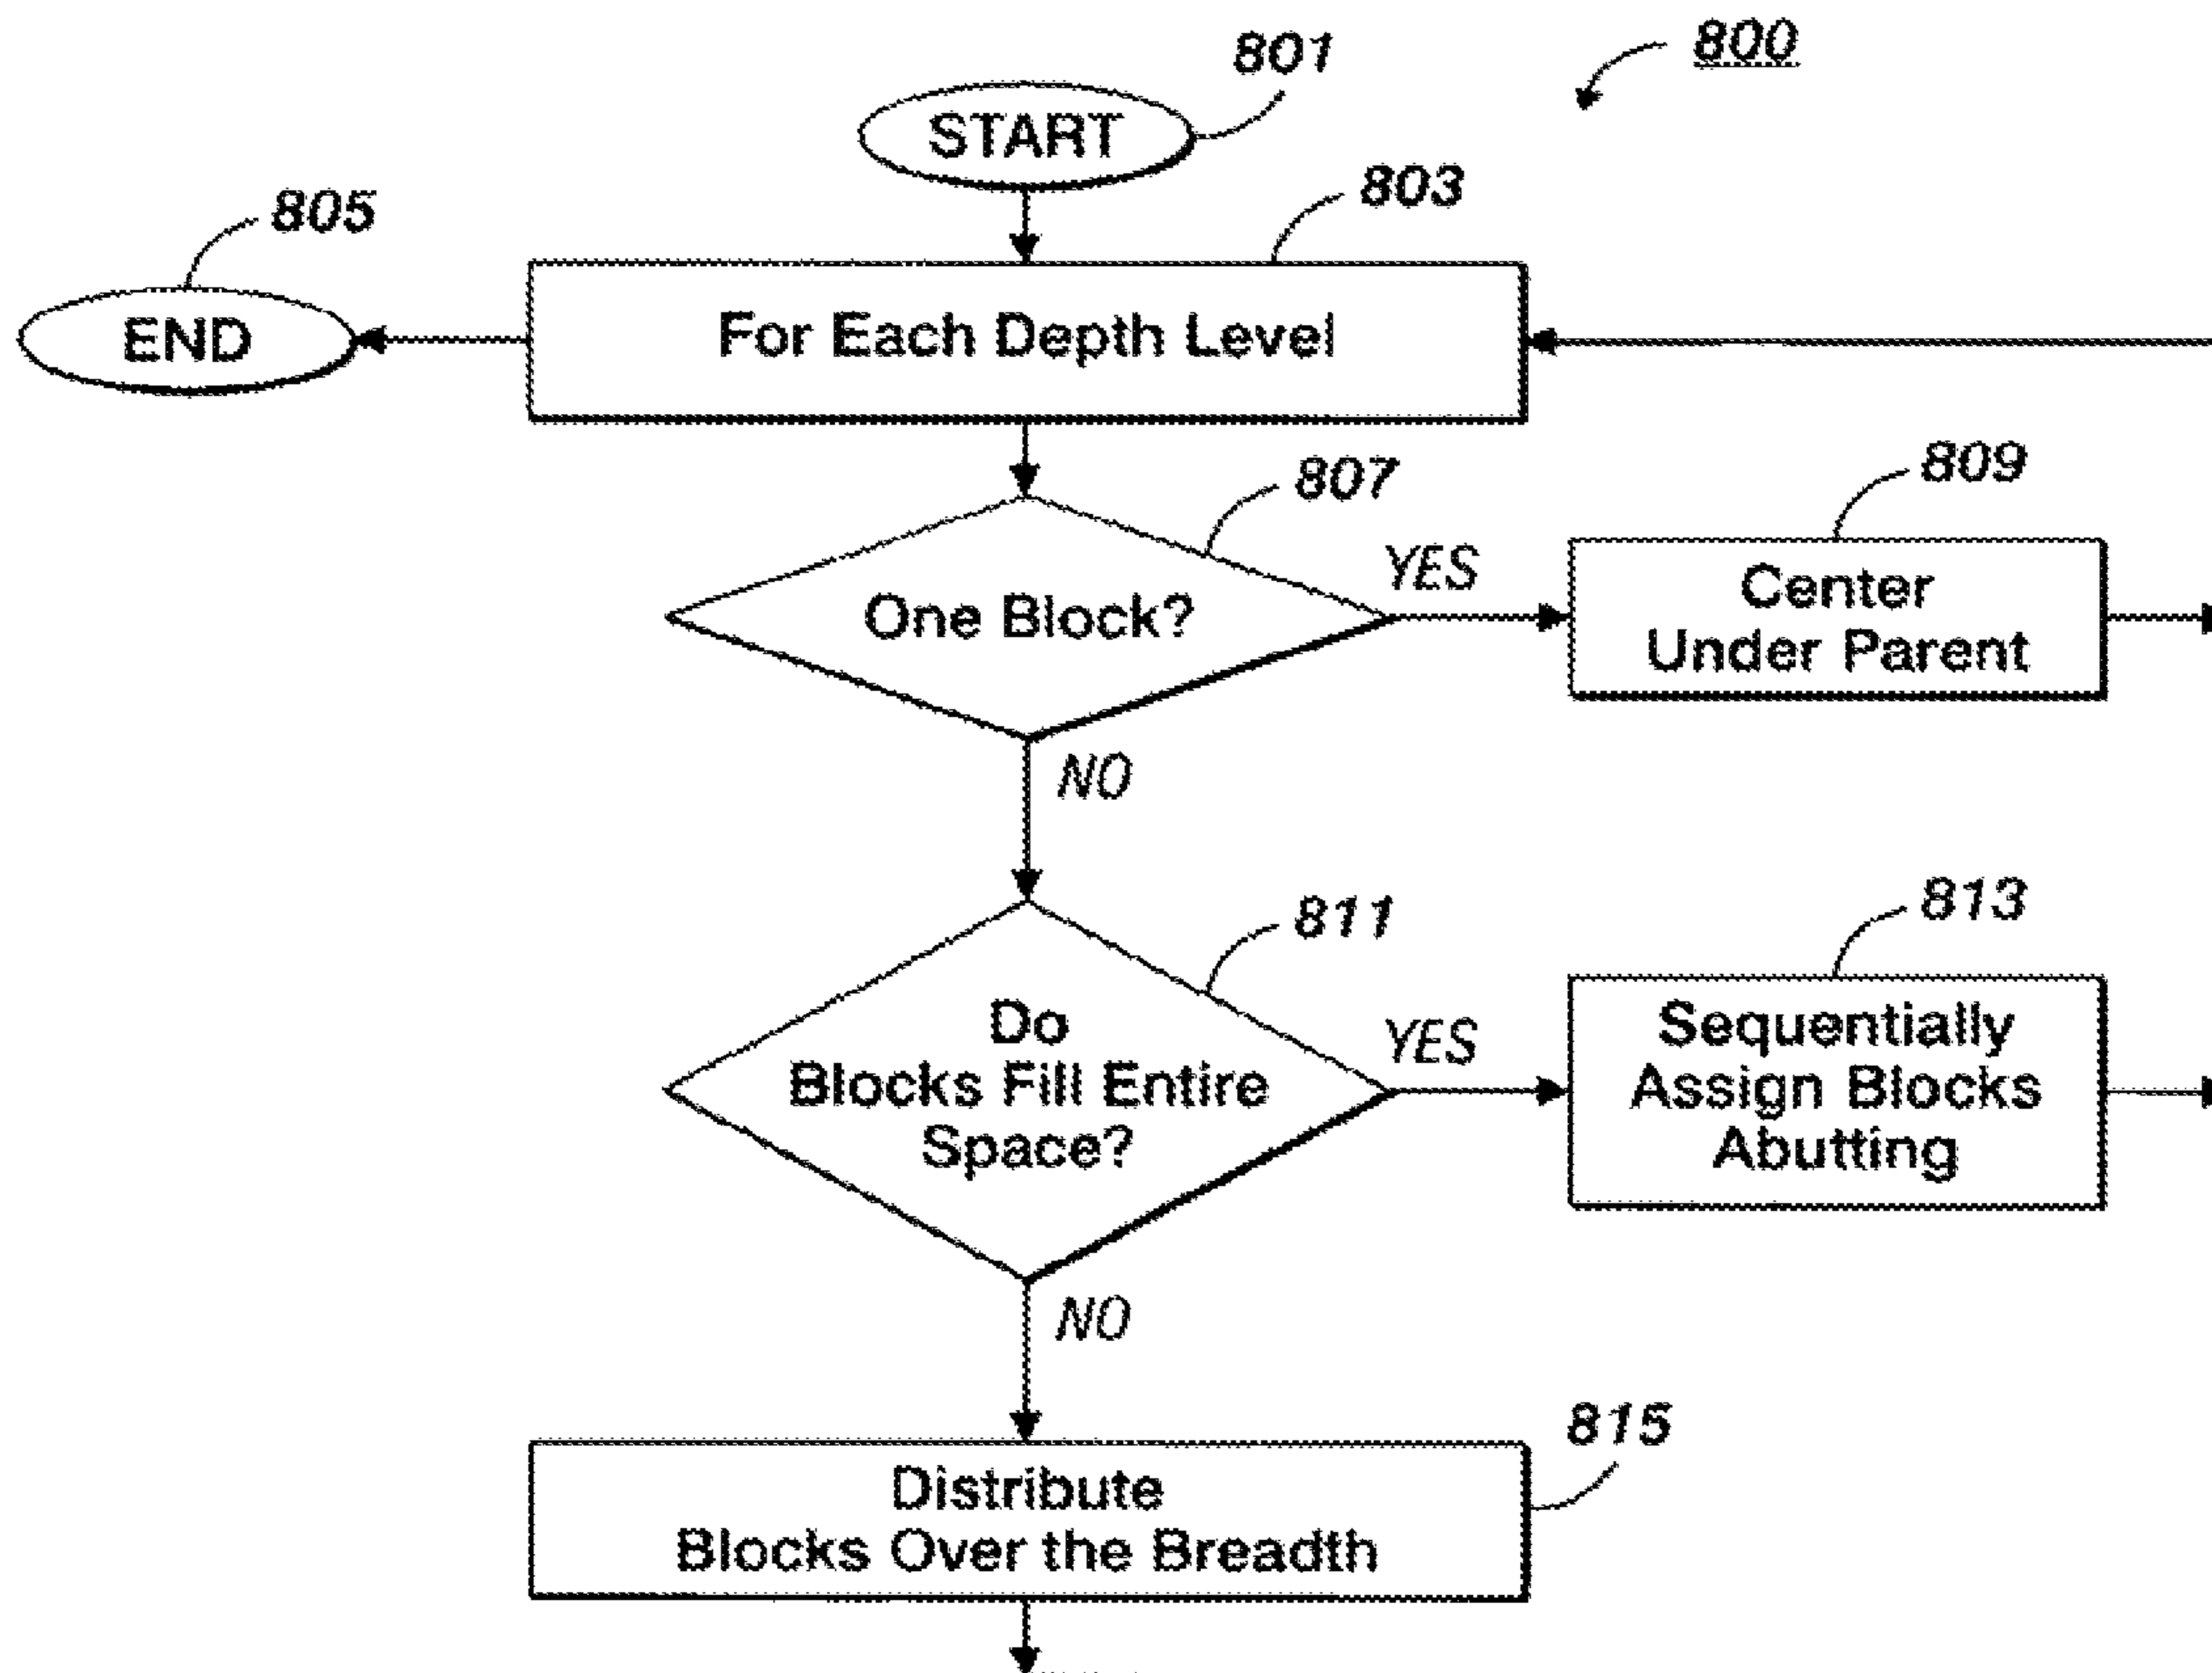 801
800
START
803
805
END
For Each Depth Level
807
809
One Block?
YES
Center
Under Parent
NO
811
813
Do
Blocks Fill Entire
Space?
YES
Sequentially
Assign Blocks
Abutting
NO
815
Distribute
Blocks Over the Breadth